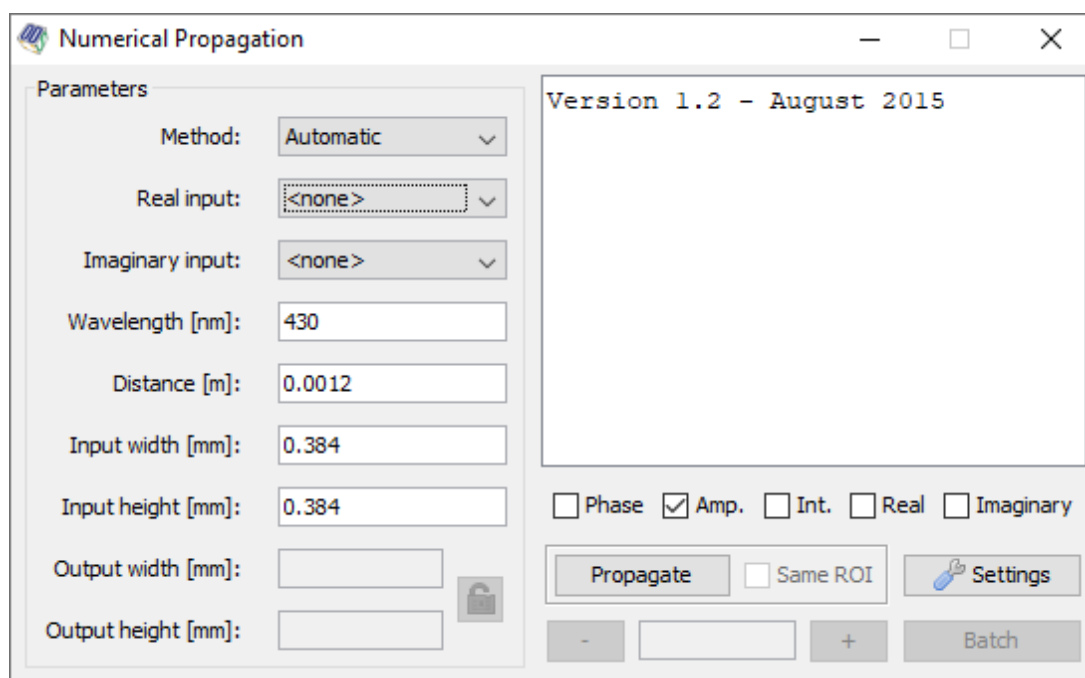 Numerical Propagation
Parameters
Method: Automatic
Real input: <none>
Imaginary input: <none>
Wavelength [nm]: 430
Distance [m]: 0.0012
Input width [mm]: 0.384
Input height [mm]: 0.384
Output width [mm]:
Output height [mm]:
Version 1.2 - August 2015
Phase Amp. Int. Real Imaginary
Propagate Same ROI Settings
- + Batch